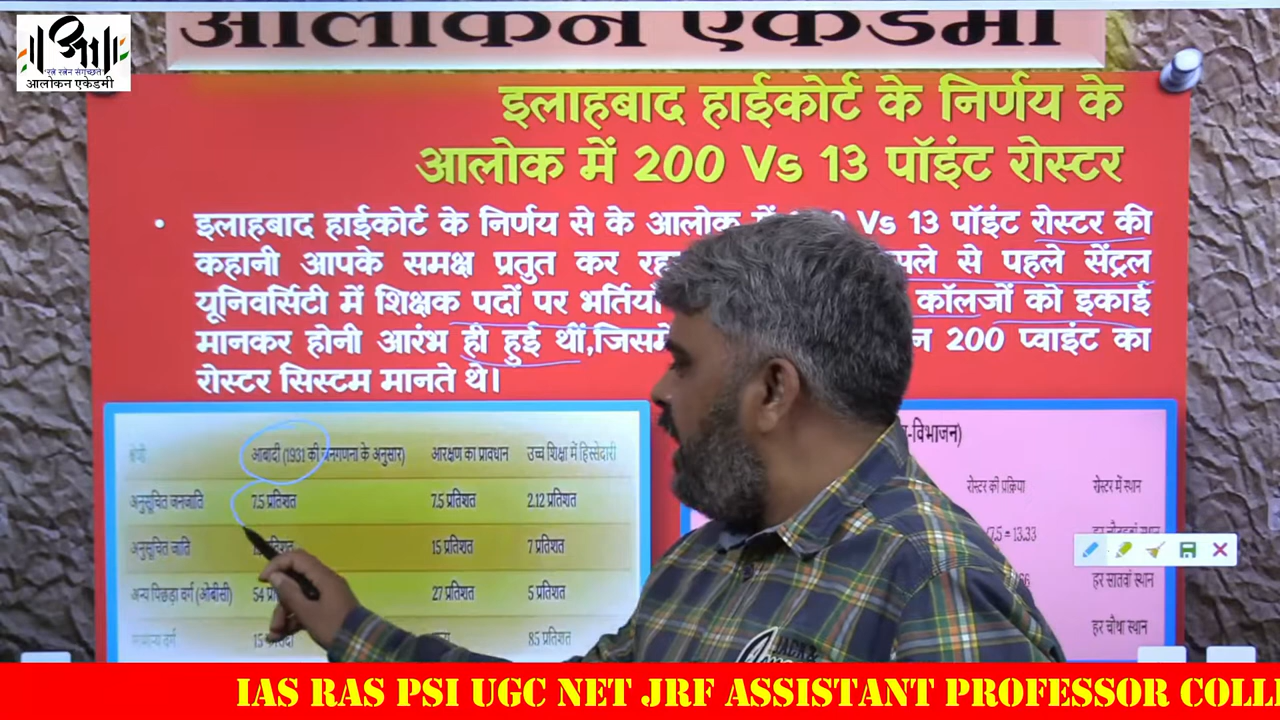 आलोकन एकेडमी
आलोकन एकेडमी
इलाहबाद हाईकोर्ट के निर्णय के
आलोक में 200 Vs 13 पॉइंट रोस्टर
• इलाहबाद हाईकोर्ट के निर्णय से के आलोक Vs 13 पॉइंट रोस्टर की
कहानी आपके समक्ष प्रतुत कर से पहले सेंट्रल
यूनिवर्सिटी में शिक्षक पदों पर कॉलजों को इकाई
मानकर होनी आरंभ ही हुई थीं, 200 प्वाइंट का
रोस्टर सिस्टम मानते थे।
श्रेणी आबादी (1931 की जनगणना के अनुसार) आरक्षण का प्रावधान उच्च शिक्षा में हिस्सेदारी
अनुसूचित जनजाति 7.5 प्रतिशत 7.5 प्रतिशत 2.12 प्रतिशत
अनुसूचित जाति 15 प्रतिशत 7 प्रतिशत
अन्य पिछड़ा वर्ग (ओबीसी) 54 27 प्रतिशत 5 प्रतिशत
85 प्रतिशत
-विभाजन)
रोस्टर की प्रक्रिया रोस्टर में स्थान
7.5 = 13.33 हर चौदहवां स्थान
हर सातवां स्थान
हर चौथा स्थान
IAS RAS PSI UGC NET JRF ASSISTANT PROFESSOR